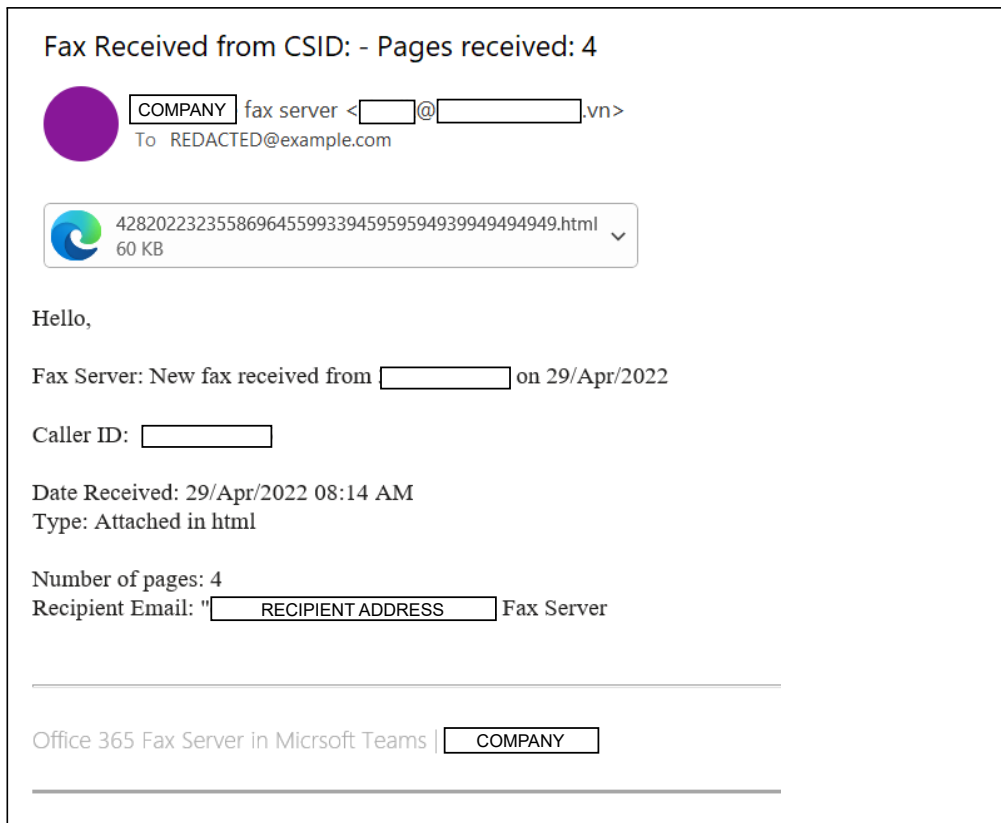 Fax Received from CSID: - Pages received: 4
COMPANY fax server <@.vn>
To REDACTED@example.com
4282022323558696455993394595959493994949494949.html
60 KB
Hello,
Fax Server: New fax received from on 29/Apr/2022
Caller ID:
Date Received: 29/Apr/2022 08:14 AM
Type: Attached in html
Number of pages: 4
Recipient Email: "RECIPIENT ADDRESS Fax Server
Office 365 Fax Server in Micrsoft Teams | COMPANY